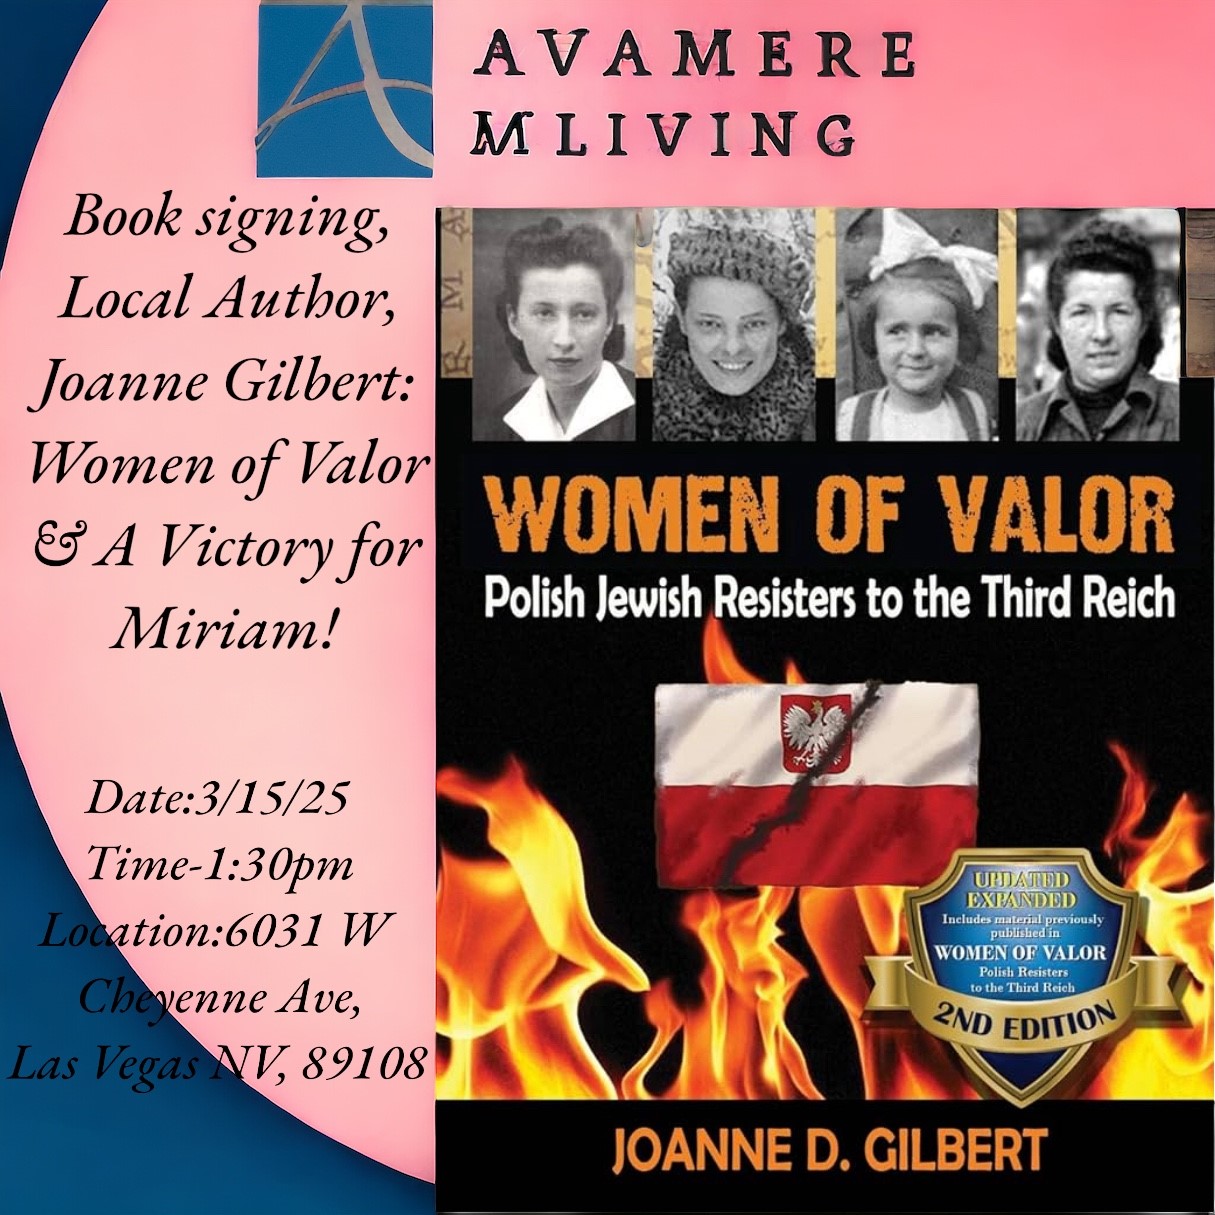 AVAMERE
MLIVING
Book signing,
Local Author,
Joanne Gilbert:
Women of Valor
& A Victory for
Miriam!
Date:3/15/25
Time-1:30pm
Location:6031 W
Cheyenne Ave,
Las Vegas NV, 89108
WOMEN OF VALOR
Polish Jewish Resisters to the Third Reich
UPDATED
EXPANDED
Includes material previously
published in
WOMEN OF VALOR
Polish Resisters
to the Third Reich
2ND EDITION
JOANNE D. GILBERT